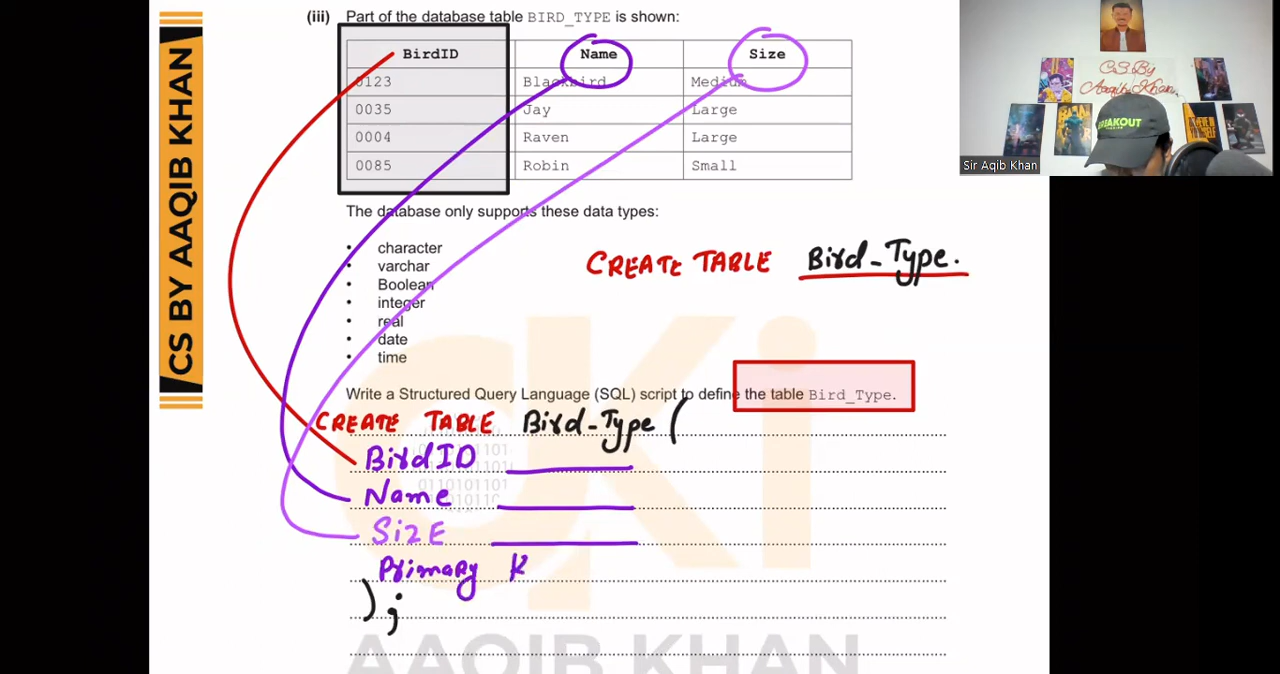 (iii) Part of the database table BIRD_TYPE is shown:
BirdID Name Size
0123 Blackbird Medium
0035 Jay Large
0004 Raven Large
0085 Robin Small
The database only supports these data types:
• character
• varchar
• Boolean
• integer
• real
• date
• time
CREATE TABLE Bird_Type.
Write a Structured Query Language (SQL) script to define the table Bird_Type.
CREATE TABLE Bird_Type (
BirdID
Name
SizE
Primary K
);
CS BY AAQIB KHAN
CKi
AAQIB KHAN
CS By
Aaqib Khan.
BREAKOUT
Sir Aqib Khan